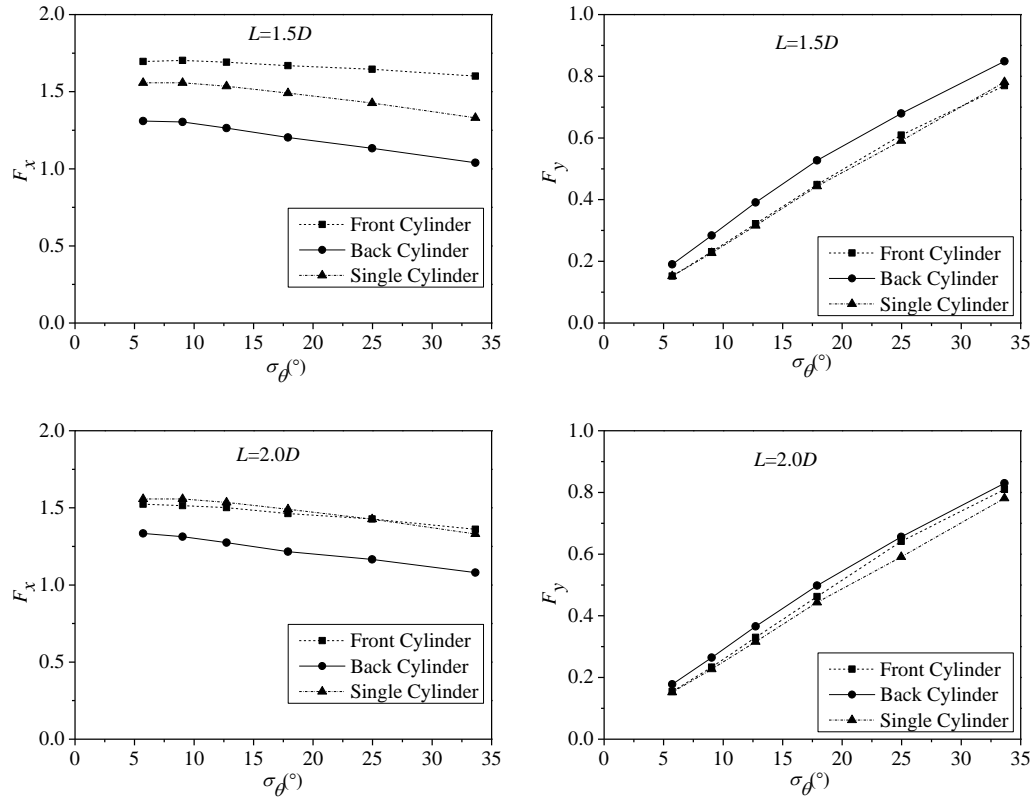 L=1.5D
2.0
1.5
1.0
0.5
0.0
F_x
Front Cylinder
Back Cylinder
Single Cylinder
0 5 10 15 20 25 30 35
σ_θ(°)
L=1.5D
1.0
0.8
0.6
0.4
0.2
0.0
F_y
Front Cylinder
Back Cylinder
Single Cylinder
0 5 10 15 20 25 30 35
σ_θ(°)
L=2.0D
2.0
1.5
1.0
0.5
0.0
F_x
Front Cylinder
Back Cylinder
Single Cylinder
0 5 10 15 20 25 30 35
σ_θ(°)
L=2.0D
1.0
0.8
0.6
0.4
0.2
0.0
F_y
Front Cylinder
Back Cylinder
Single Cylinder
0 5 10 15 20 25 30 35
σ_θ(°)